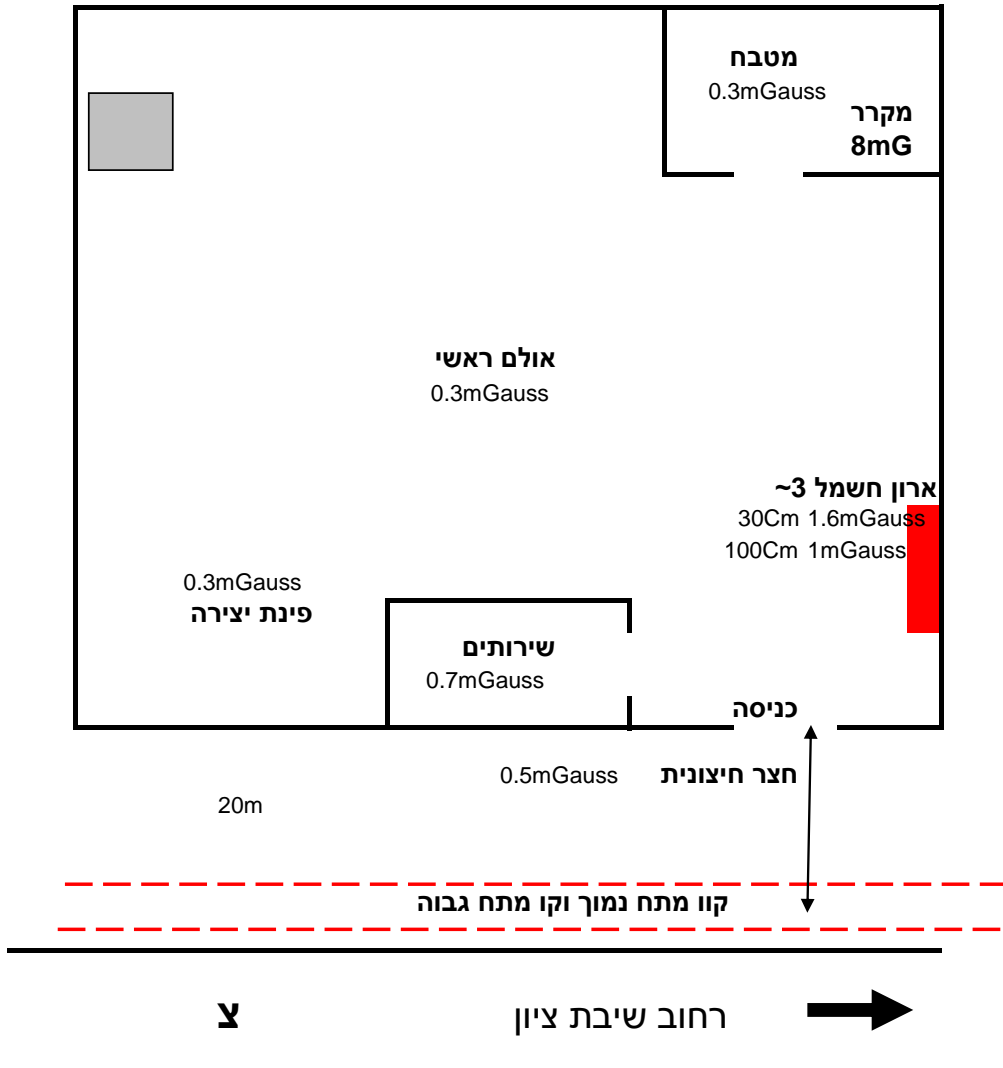 מטבח
0.3mGauss
מקרר
8mG
אולם ראשי
0.3mGauss
ארון חשמל 3~
30Cm 1.6mGauss
100Cm 1mGauss
0.3mGauss
פינת יצירה
שירותים
0.7mGauss
כניסה
חצר חיצונית 0.5mGauss
20m
קוו מתח נמוך וקו מתח גבוה
רחוב שיבת ציון
צ